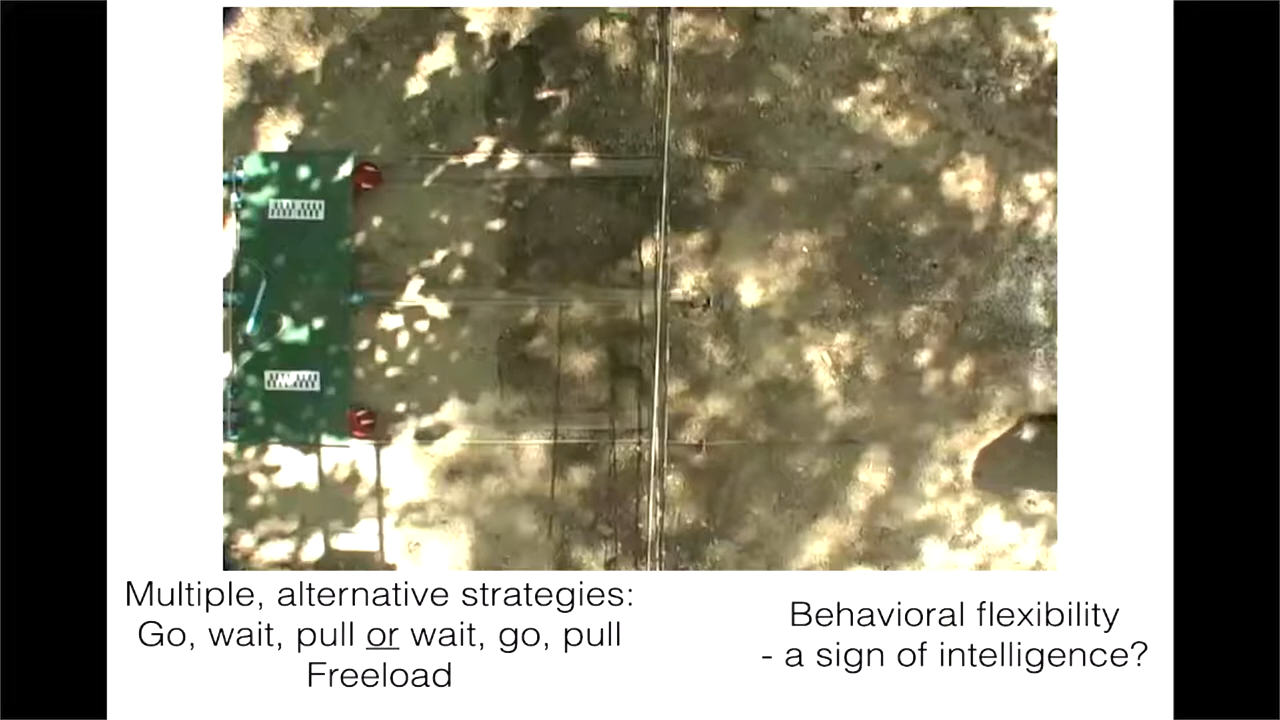 Multiple, alternative strategies:
Go, wait, pull or wait, go, pull
Freeload
Behavioral flexibility
- a sign of intelligence?